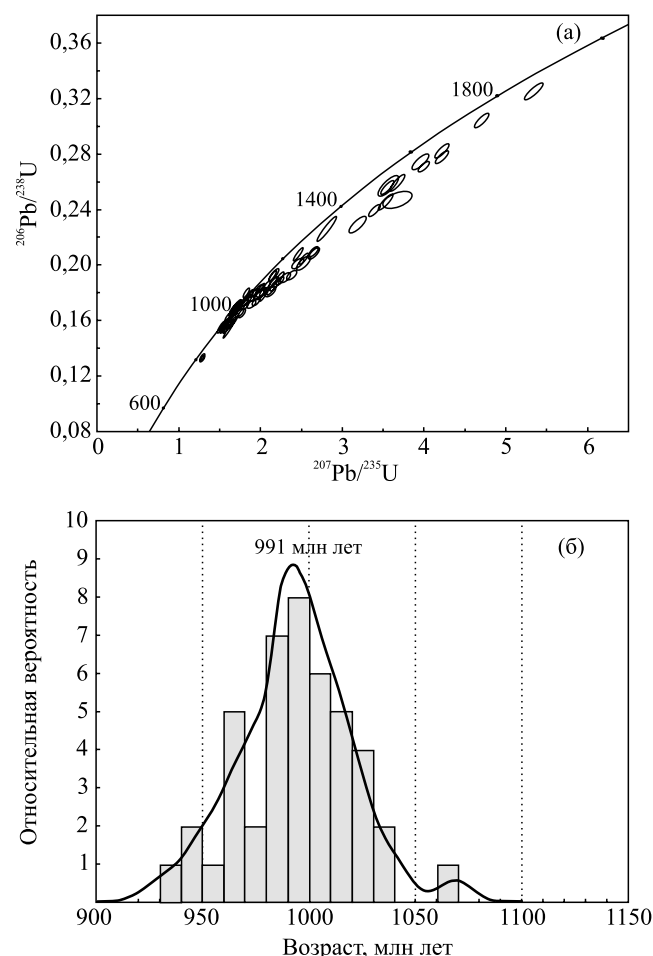 (а)
0,36
0,32
0,28
0,24
0,20
0,16
0,12
0,08
²⁰⁶Pb/²³⁸U
1800
1400
1000
600
0 1 2 3 4 5 6
²⁰⁷Pb/²³⁵U
(б)
991 млн лет
10
9
8
7
6
5
4
3
2
1
Относительная вероятность
900 950 1000 1050 1100 1150
Возраст, млн лет